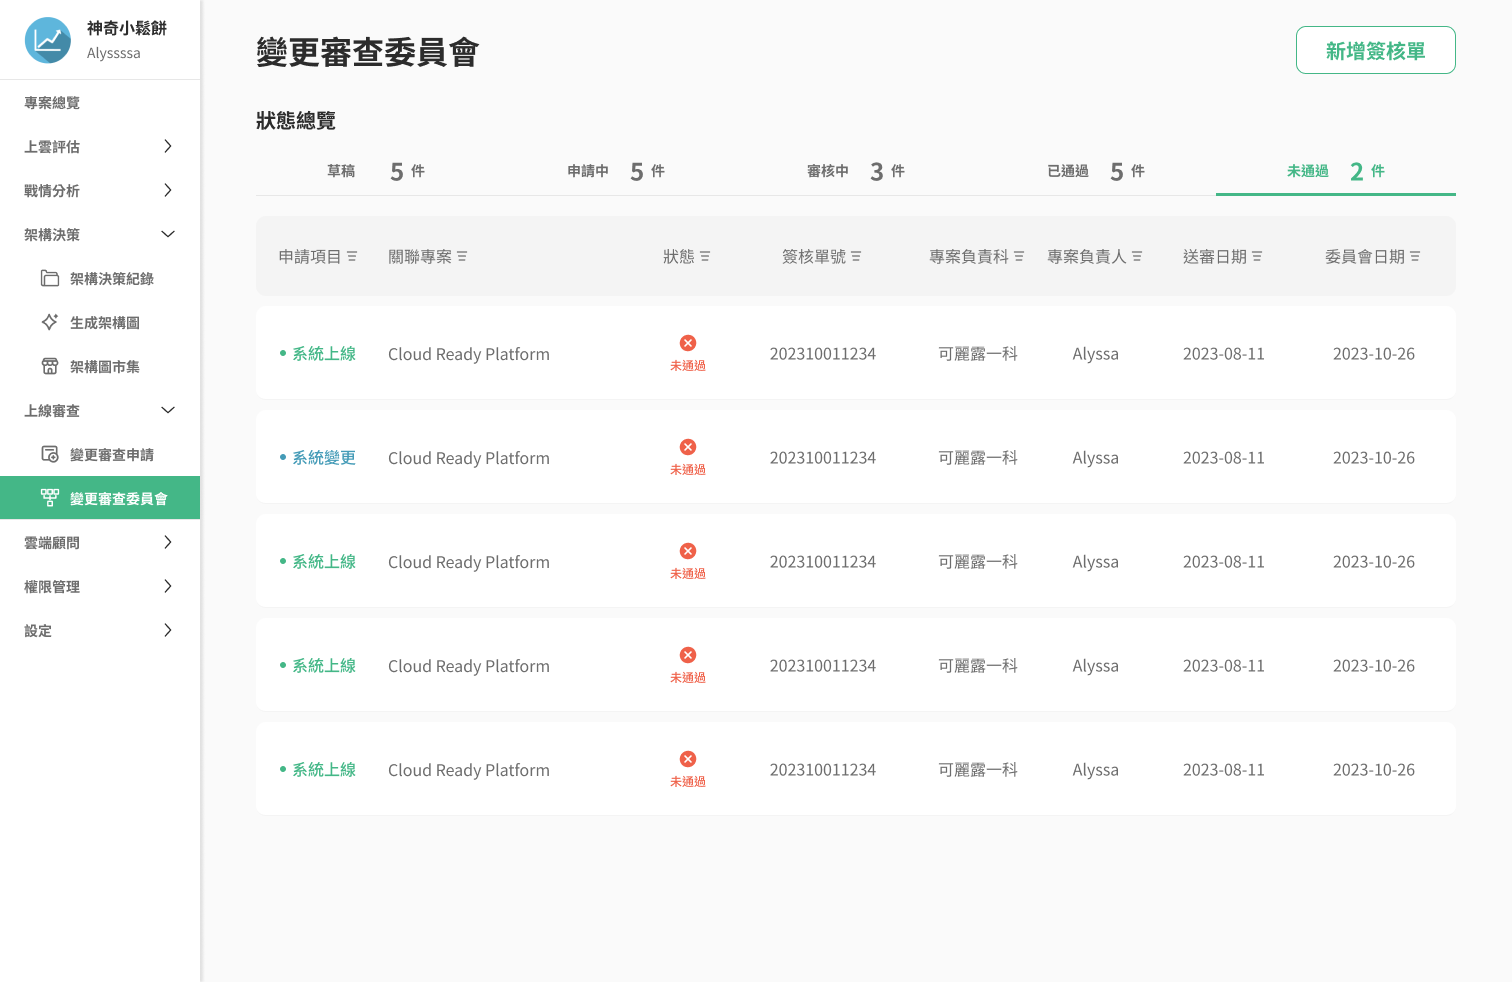 神奇小鬆餅
Alyssssa
專案總覽
上雲評估
戰情分析
架構決策
架構決策紀錄
生成架構圖
架構圖市集
上線審查
變更審查申請
變更審查委員會
雲端顧問
權限管理
設定
變更審查委員會
新增簽核單
狀態總覽
草稿 5 件 申請中 5 件 審核中 3 件 已通過 5 件 未通過 2 件
申請項目 關聯專案 狀態 簽核單號 專案負責科 專案負責人 送審日期 委員會日期
系統上線 Cloud Ready Platform 未通過 202310011234 可麗露一科 Alyssa 2023-08-11 2023-10-26
系統變更 Cloud Ready Platform 未通過 202310011234 可麗露一科 Alyssa 2023-08-11 2023-10-26
系統上線 Cloud Ready Platform 未通過 202310011234 可麗露一科 Alyssa 2023-08-11 2023-10-26
系統上線 Cloud Ready Platform 未通過 202310011234 可麗露一科 Alyssa 2023-08-11 2023-10-26
系統上線 Cloud Ready Platform 未通過 202310011234 可麗露一科 Alyssa 2023-08-11 2023-10-26